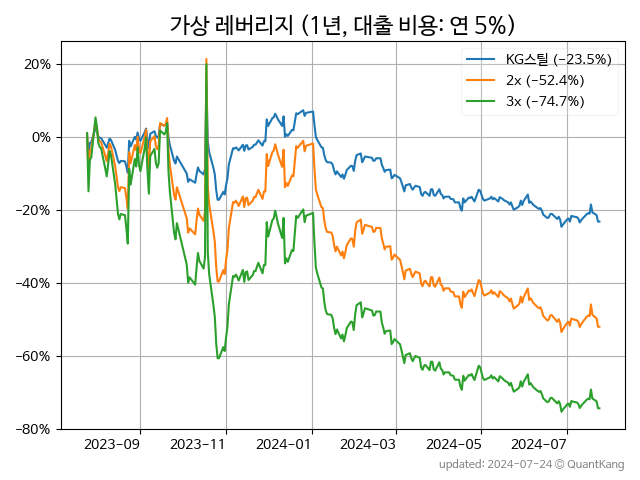 가상 레버리지 (1년, 대출 비용: 연 5%)
KG스틸 (−23.5%)
2x (−52.4%)
3x (−74.7%)
20%
0%
−20%
−40%
−60%
−80%
2023-09 2023-11 2024-01 2024-03 2024-05 2024-07
updated: 2024-07-24 © QuantKang